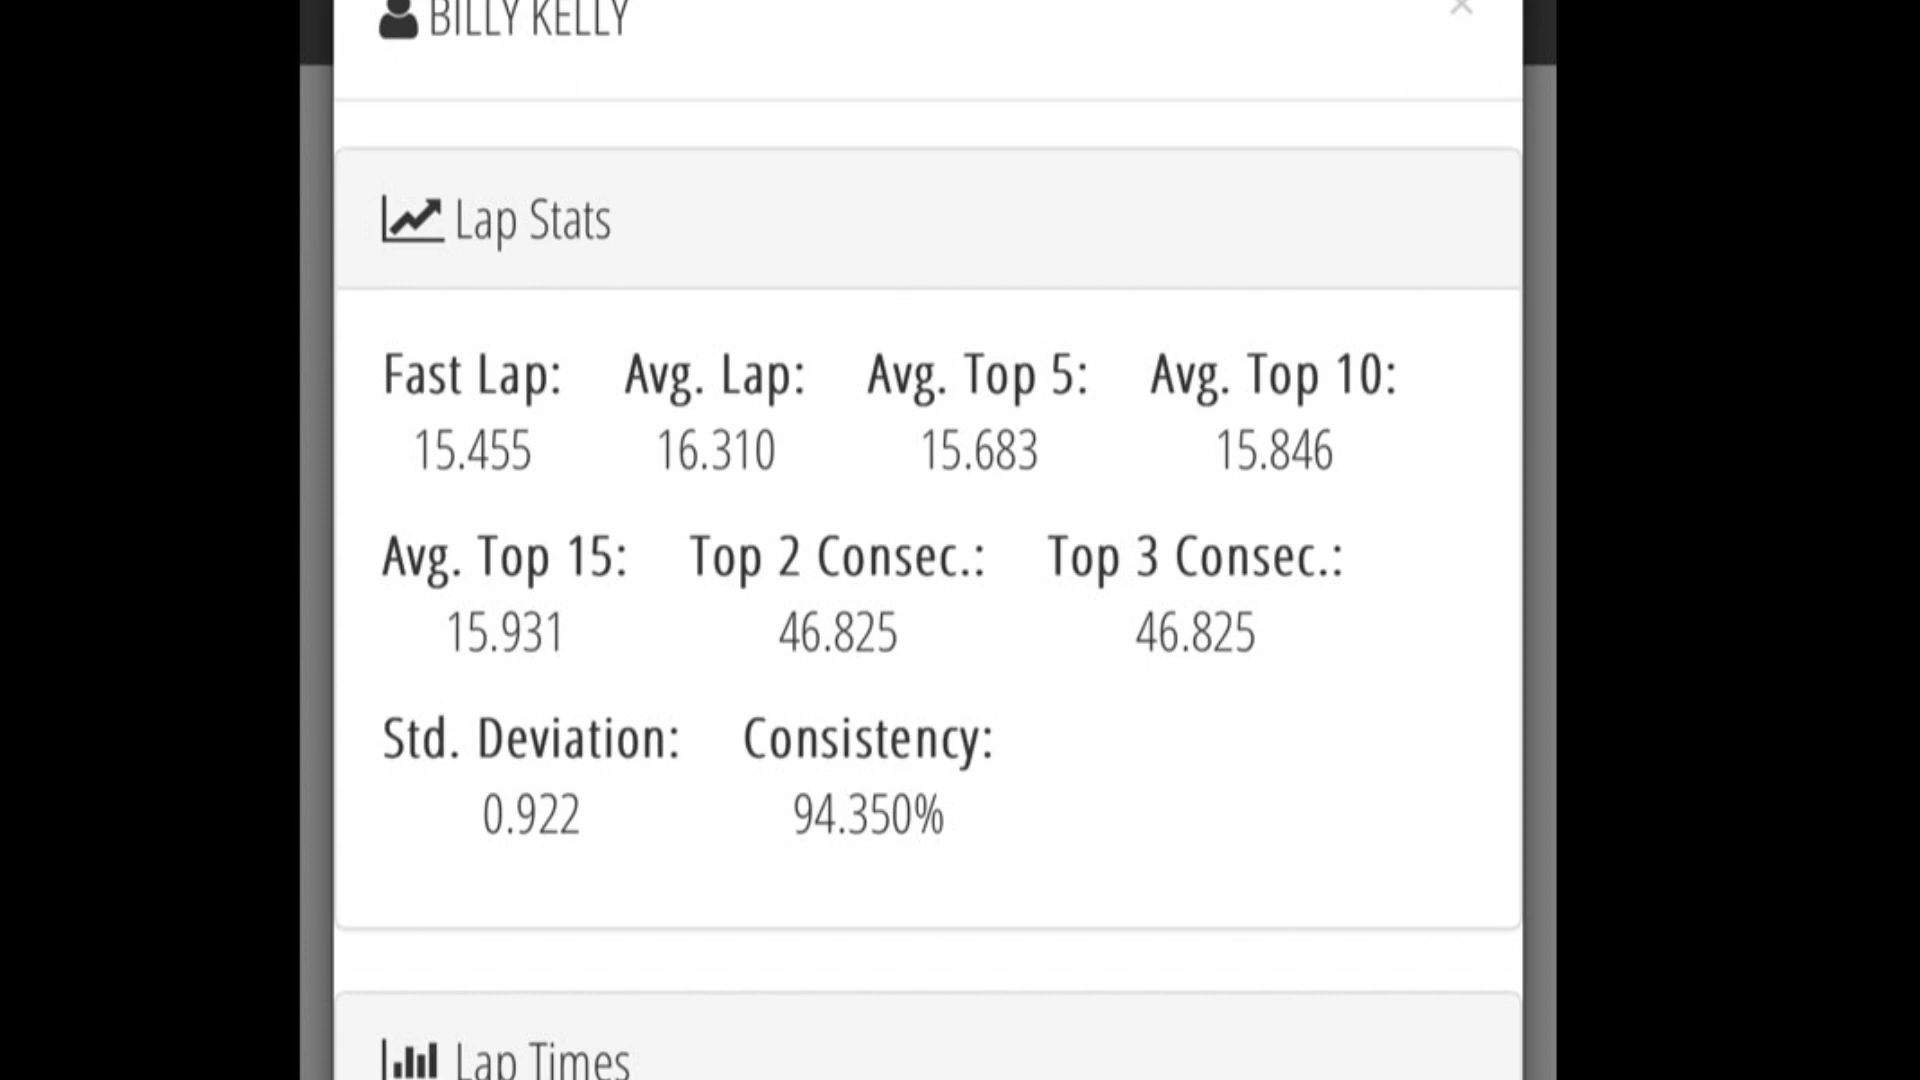 BILLY KELLY
×
Lap Stats
Fast Lap: Avg. Lap: Avg. Top 5: Avg. Top 10:
15.455 16.310 15.683 15.846
Avg. Top 15: Top 2 Consec.: Top 3 Consec.:
15.931 46.825 46.825
Std. Deviation: Consistency:
0.922 94.350%
Lap Times